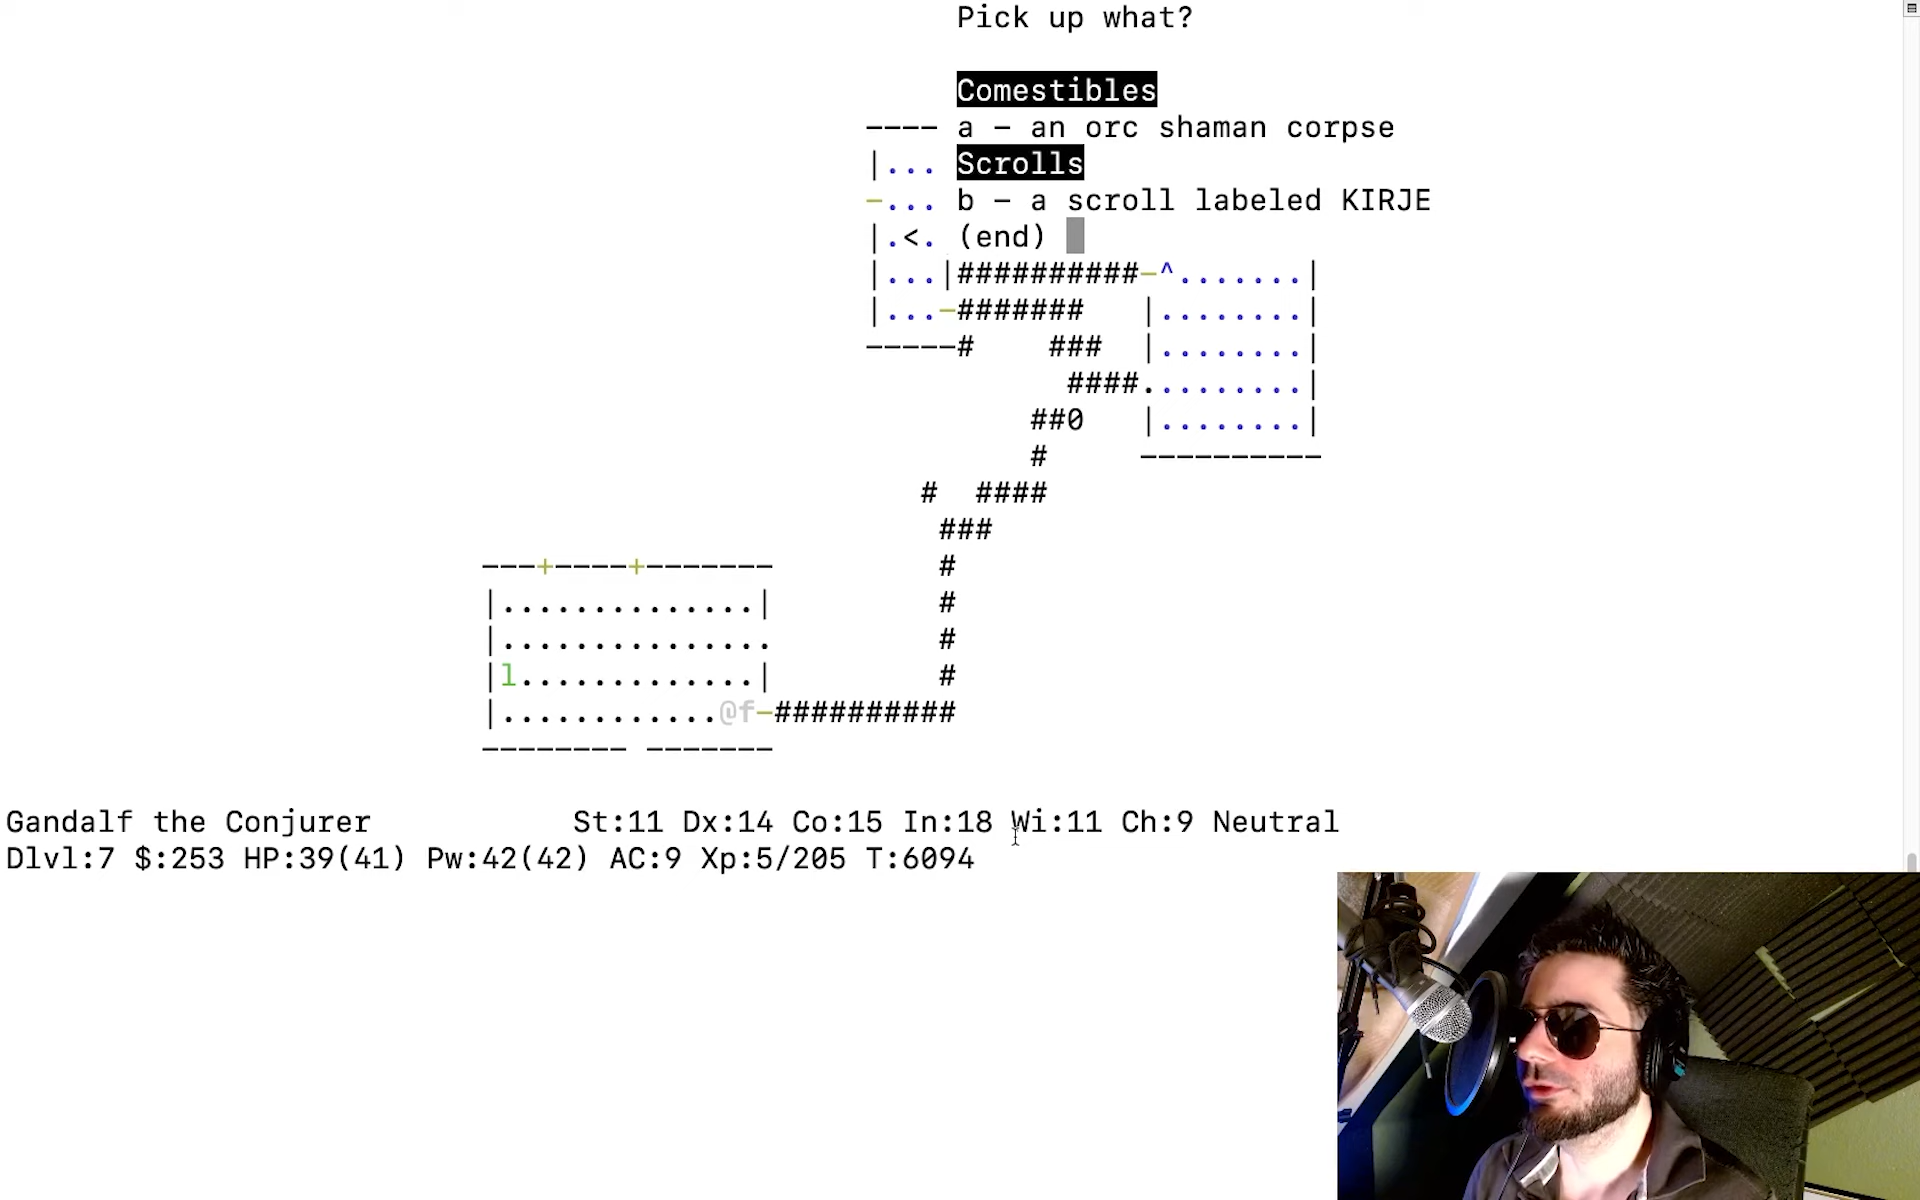 Pick up what?
Comestibles
---- a - an orc shaman corpse
|... Scrolls
-... b - a scroll labeled KIRJE
|.<. (end)
|...|##########-^.......|
|...-#######   |........|
-----#    ###  |........|
####.........|
##0   |........|
#     ----------
#  ####
###
---+----+-------         #
|..............|         #
|...............         #
|l.............|         #
|............@f-##########
-------- -------
Gandalf the Conjurer St:11 Dx:14 Co:15 In:18 Wi:11 Ch:9 Neutral
Dlvl:7 $:253 HP:39(41) Pw:42(42) AC:9 Xp:5/205 T:6094